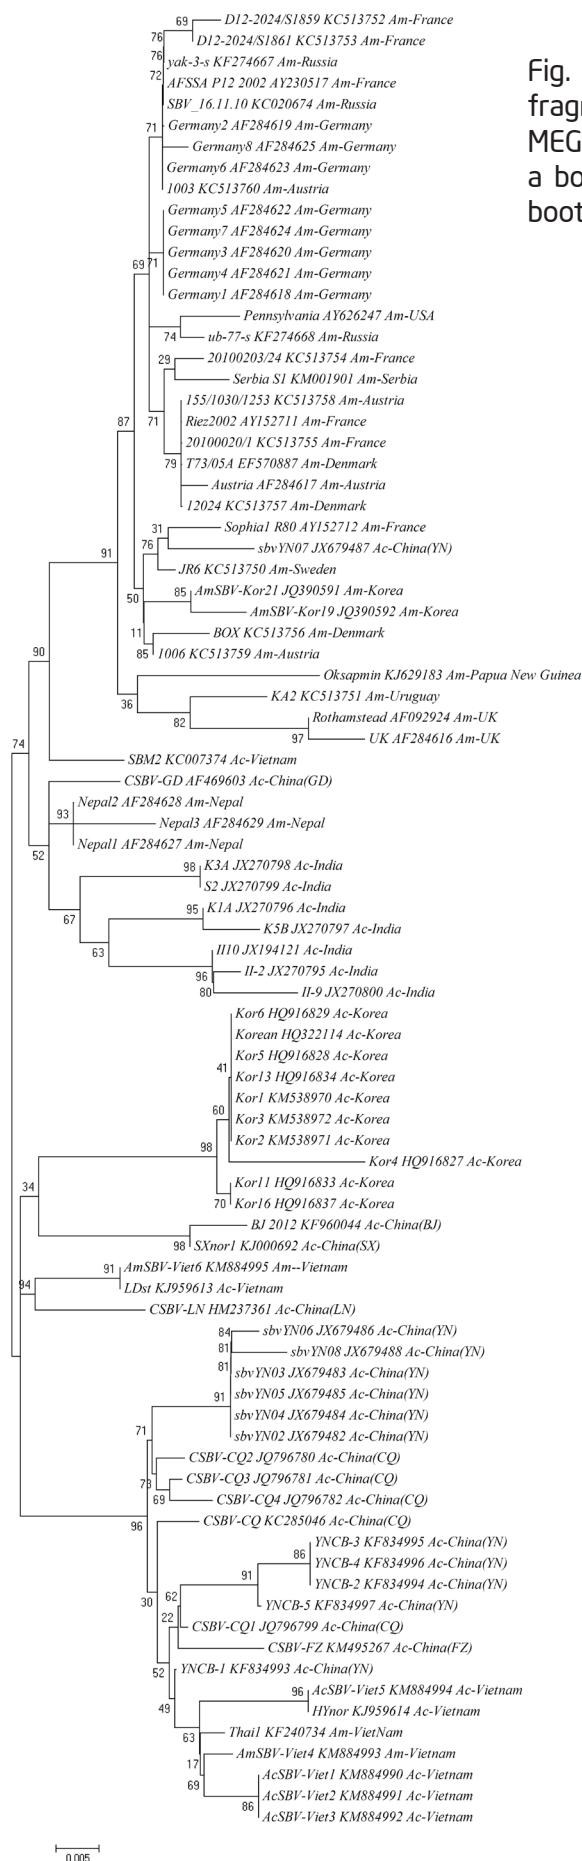 D12-2024/S1859 KC513752 Am-France
69
D12-2024/S1861 KC513753 Am-France
76
yak-3-s KF274667 Am-Russia
76
AFSSA P12 2002 AY230517 Am-France
72
SBV_16.11.10 KC020674 Am-Russia
Germany2 AF284619 Am-Germany
71
Germany8 AF284625 Am-Germany
Germany6 AF284623 Am-Germany
1003 KC513760 Am-Austria
Germany5 AF284622 Am-Germany
Germany7 AF284624 Am-Germany
Germany3 AF284620 Am-Germany
69
71
Germany4 AF284621 Am-Germany
Germany1 AF284618 Am-Germany
Pennsylvania AY626247 Am-USA
74
ub-77-s KF274668 Am-Russia
29
20100203/24 KC513754 Am-France
Serbia S1 KM001901 Am-Serbia
155/1030/1253 KC513758 Am-Austria
71
87
Riez2002 AY152711 Am-France
20100020/1 KC513755 Am-France
79
T73/05A EF570887 Am-Denmark
Austria AF284617 Am-Austria
12024 KC513757 Am-Denmark
31
Sophia1 R80 AY152712 Am-France
76
sbvYN07 JX679487 Ac-China(YN)
91
JR6 KC513750 Am-Sweden
50
85
AmSBV-Kor21 JQ390591 Am-Korea
AmSBV-Kor19 JQ390592 Am-Korea
11
BOX KC513756 Am-Denmark
85
1006 KC513759 Am-Austria
90
Oksapmin KJ629183 Am-Papua New Guinea
36
KA2 KC513751 Am-Uruguay
82
Rothamstead AF092924 Am-UK
97
UK AF284616 Am-UK
74
SBM2 KC007374 Ac-Vietnam
CSBV-GD AF469603 Ac-China(GD)
Nepal2 AF284628 Am-Nepal
93
Nepal3 AF284629 Am-Nepal
52
Nepal1 AF284627 Am-Nepal
98
K3A JX270798 Ac-India
S2 JX270799 Ac-India
67
95
K1A JX270796 Ac-India
K5B JX270797 Ac-India
63
II10 JX194121 Ac-India
96
II-2 JX270795 Ac-India
80
II-9 JX270800 Ac-India
Kor6 HQ916829 Ac-Korea
Korean HQ322114 Ac-Korea
Kor5 HQ916828 Ac-Korea
41
Kor13 HQ916834 Ac-Korea
Kor1 KM538970 Ac-Korea
60
Kor3 KM538972 Ac-Korea
Kor2 KM538971 Ac-Korea
98
Kor4 HQ916827 Ac-Korea
34
Kor11 HQ916833 Ac-Korea
70
Kor16 HQ916837 Ac-Korea
BJ 2012 KF960044 Ac-China(BJ)
98
SXnor1 KJ000692 Ac-China(SX)
91
AmSBV-Viet6 KM884995 Am--Vietnam
94
LDst KJ959613 Ac-Vietnam
CSBV-LN HM237361 Ac-China(LN)
84
sbvYN06 JX679486 Ac-China(YN)
81
sbvYN08 JX679488 Ac-China(YN)
81
sbvYN03 JX679483 Ac-China(YN)
91
sbvYN05 JX679485 Ac-China(YN)
sbvYN04 JX679484 Ac-China(YN)
71
sbvYN02 JX679482 Ac-China(YN)
CSBV-CQ2 JQ796780 Ac-China(CQ)
73
CSBV-CQ3 JQ796781 Ac-China(CQ)
69
CSBV-CQ4 JQ796782 Ac-China(CQ)
96
CSBV-CQ KC285046 Ac-China(CQ)
YNCB-3 KF834995 Ac-China(YN)
86
YNCB-4 KF834996 Ac-China(YN)
91
YNCB-2 KF834994 Ac-China(YN)
30
62
YNCB-5 KF834997 Ac-China(YN)
22
CSBV-CQ1 JQ796799 Ac-China(CQ)
CSBV-FZ KM495267 Ac-China(FZ)
52
YNCB-1 KF834993 Ac-China(YN)
96
AcSBV-Viet5 KM884994 Ac-Vietnam
49
HYnor KJ959614 Ac-Vietnam
63
Thai1 KF240734 Am-VietNam
17
AmSBV-Viet4 KM884993 Am-Vietnam
69
AcSBV-Viet1 KM884990 Ac-Vietnam
AcSBV-Viet2 KM884991 Ac-Vietnam
86
AcSBV-Viet3 KM884992 Ac-Vietnam
0.005
Fig.
fragr
MEG
a bo
boot